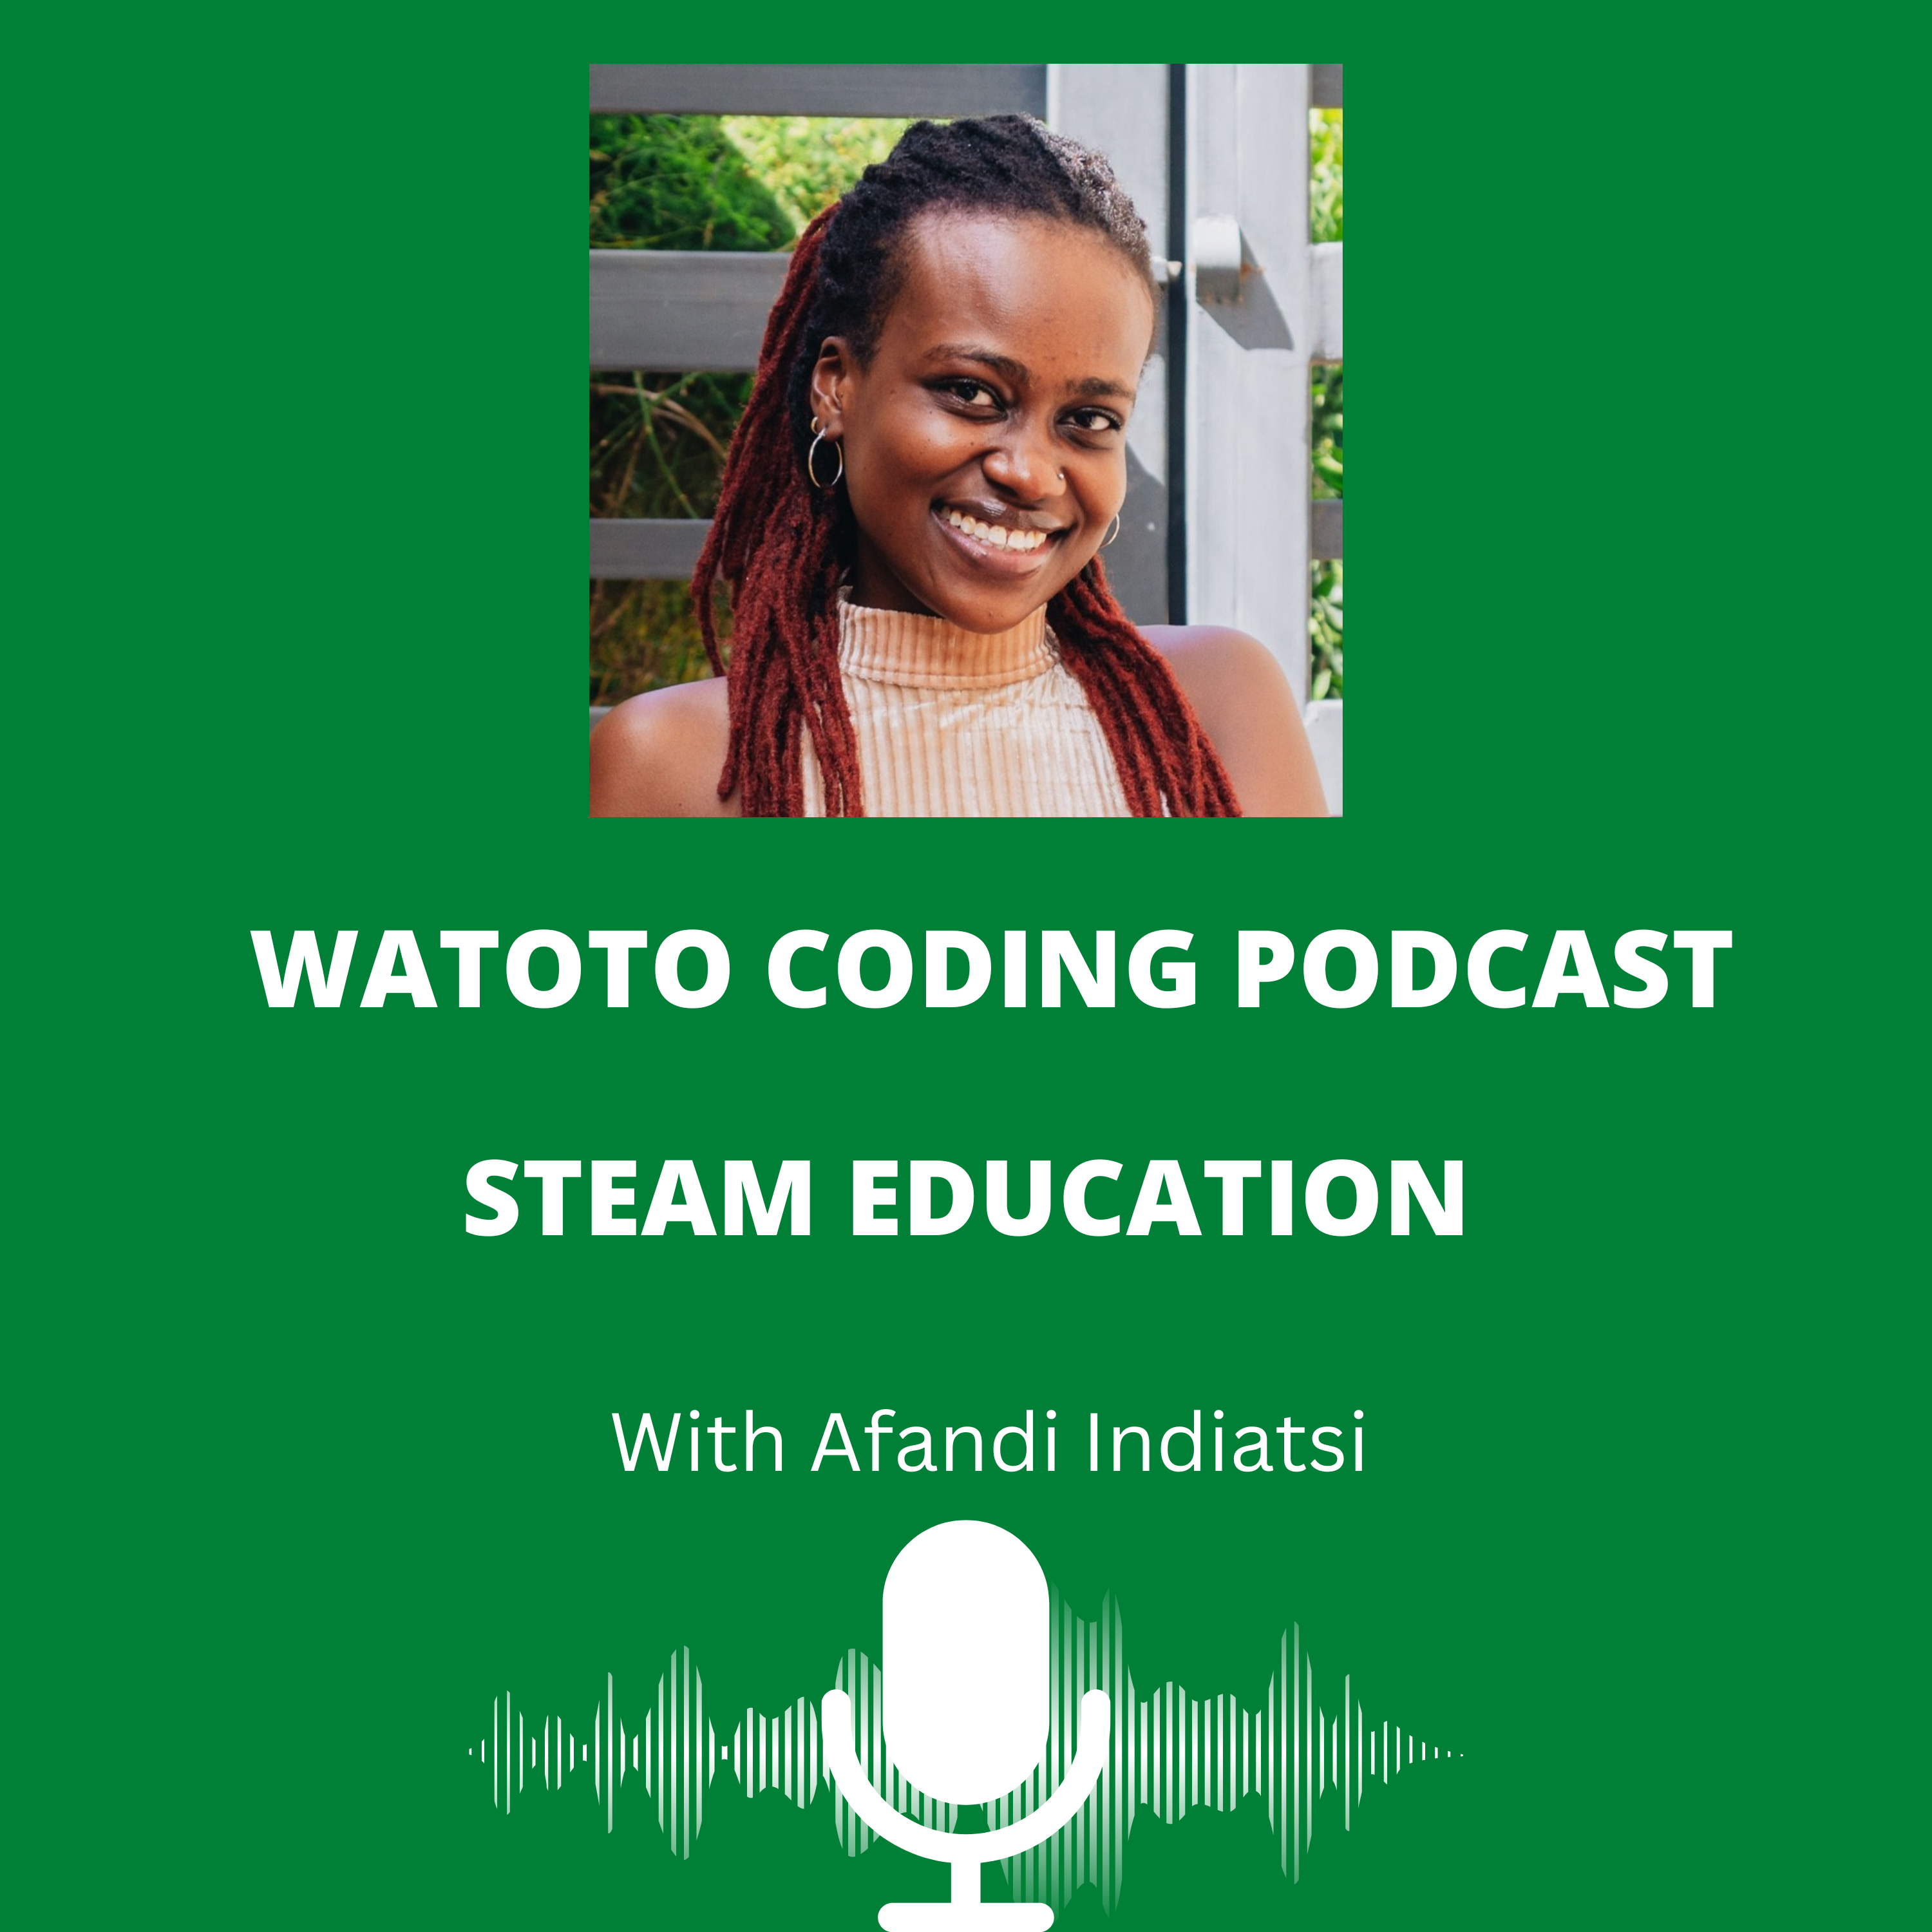 WATOTO CODING PODCAST
STEAM EDUCATION
With Afandi Indiatsi